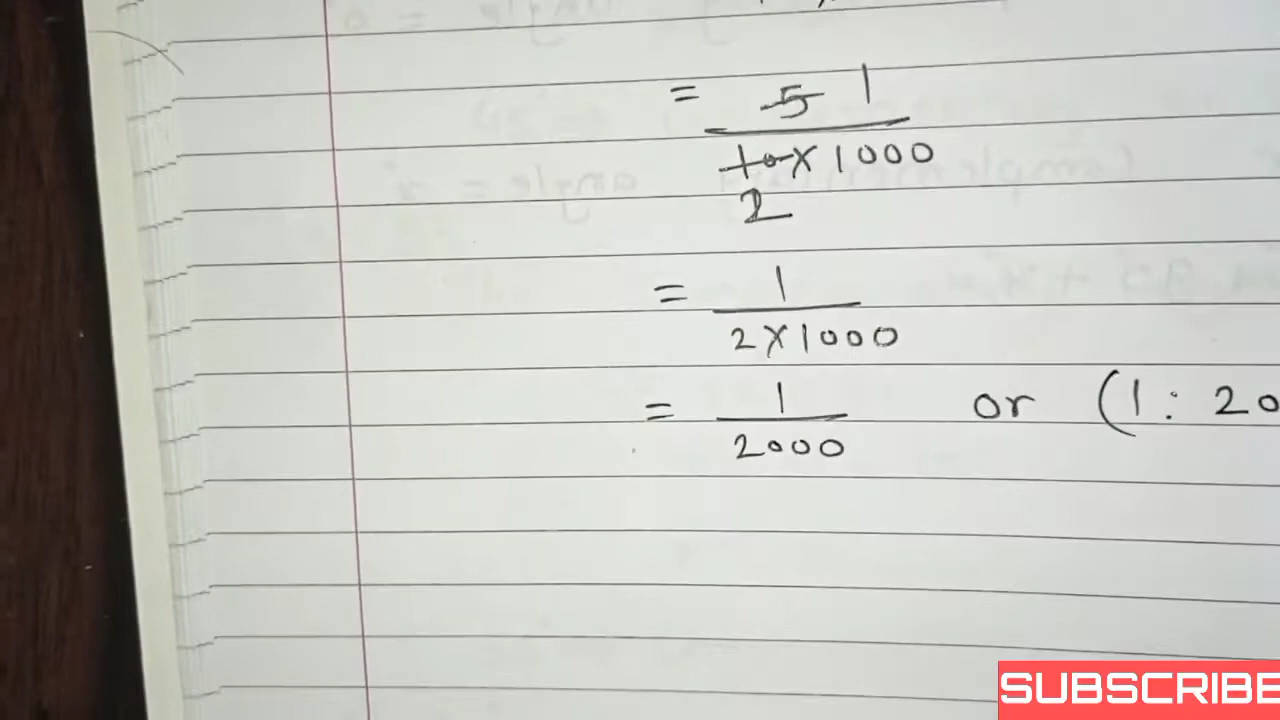 = 5 1
10 X 1000
2
= 1
2 X 1000
= 1 or (1 : 20
2000
SUBSCRIBE